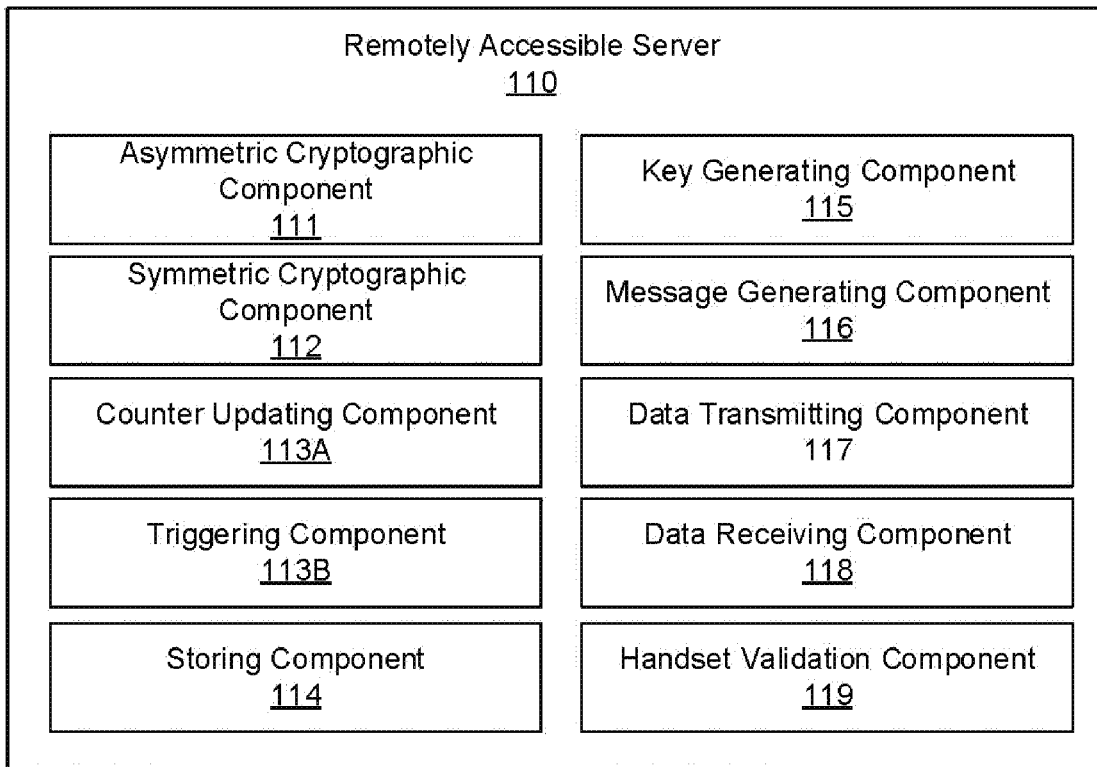 Remotely Accessible Server
110
Asymmetric Cryptographic
Component
111
Symmetric Cryptographic
Component
112
Counter Updating Component
113A
Triggering Component
113B
Storing Component
114
Key Generating Component
115
Message Generating Component
116
Data Transmitting Component
117
Data Receiving Component
118
Handset Validation Component
119